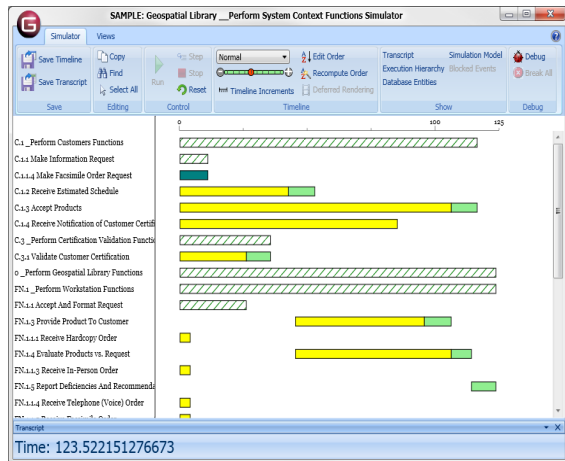 SAMPLE: Geospatial Library __Perform System Context Functions Simulator
G
Simulator Views
Save Timeline
Save Transcript
Save
Copy
Find
Select All
Editing
Run
Step
Stop
Reset
Control
Normal
Timeline Increments
Edit Order
Recompute Order
Deferred Rendering
Timeline
Transcript Simulation Model
Execution Hierarchy Blocked Events
Database Entities
Show
Debug
Break All
Debug
0 100 125
C.1 _Perform Customers Functions
C.1.1 Make Information Request
C.1.1.4 Make Facsimile Order Request
C.1.2 Receive Estimated Schedule
C.1.3 Accept Products
C.1.4 Receive Notification of Customer Certifi
C.3 _Perform Certification Validation Functio
C.3.1 Validate Customer Certification
0 _Perform Geospatial Library Functions
FN.1 _Perform Workstation Functions
FN.1.1 Accept And Format Request
FN.1.3 Provide Product To Customer
FN.1.1.1 Receive Hardcopy Order
FN.1.4 Evaluate Products vs. Request
FN.1.1.3 Receive In-Person Order
FN.1.5 Report Deficiencies And Recommenda
FN.1.1.4 Receive Telephone (Voice) Order
Transcript
Time: 123.522151276673